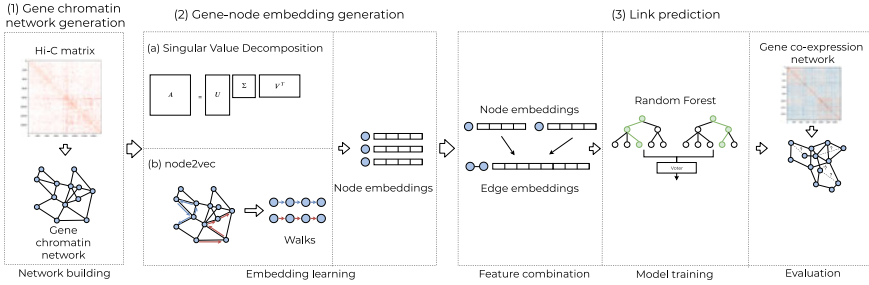 (1) Gene chromatin
network generation
(2) Gene-node embedding generation
(3) Link prediction
Hi-C matrix
Gene
chromatin
network
Network building
(a) Singular Value Decomposition
A = U Σ V^T
(b) node2vec
Walks
Node embeddings
Embedding learning
Node embeddings
Edge embeddings
Feature combination
Random Forest
Voter
Model training
Gene co-expression
network
Evaluation